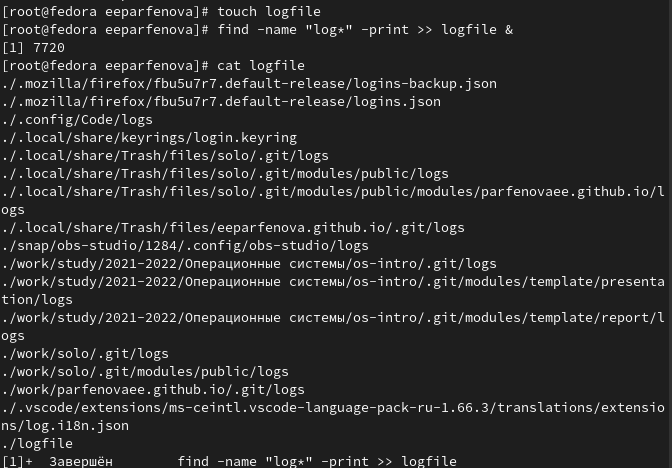 [root@fedora eeparfenova]# touch logfile
[root@fedora eeparfenova]# find -name "log*" -print >> logfile &
[1] 7720
[root@fedora eeparfenova]# cat logfile
./.mozilla/firefox/fbu5u7r7.default-release/logins-backup.json
./.mozilla/firefox/fbu5u7r7.default-release/logins.json
./.config/Code/logs
./.local/share/keyrings/login.keyring
./.local/share/Trash/files/solo/.git/logs
./.local/share/Trash/files/solo/.git/modules/public/logs
./.local/share/Trash/files/solo/.git/modules/public/modules/parfenovaee.github.io/l
ogs
./.local/share/Trash/files/eeparfenova.github.io/.git/logs
./snap/obs-studio/1284/.config/obs-studio/logs
./work/study/2021-2022/Операционные системы/os-intro/.git/logs
./work/study/2021-2022/Операционные системы/os-intro/.git/modules/template/presenta
tion/logs
./work/study/2021-2022/Операционные системы/os-intro/.git/modules/template/report/l
ogs
./work/solo/.git/logs
./work/solo/.git/modules/public/logs
./work/parfenovaee.github.io/.git/logs
./.vscode/extensions/ms-ceintl.vscode-language-pack-ru-1.66.3/translations/extensio
ns/log.i18n.json
./logfile
[1]+  Завершён        find -name "log*" -print >> logfile